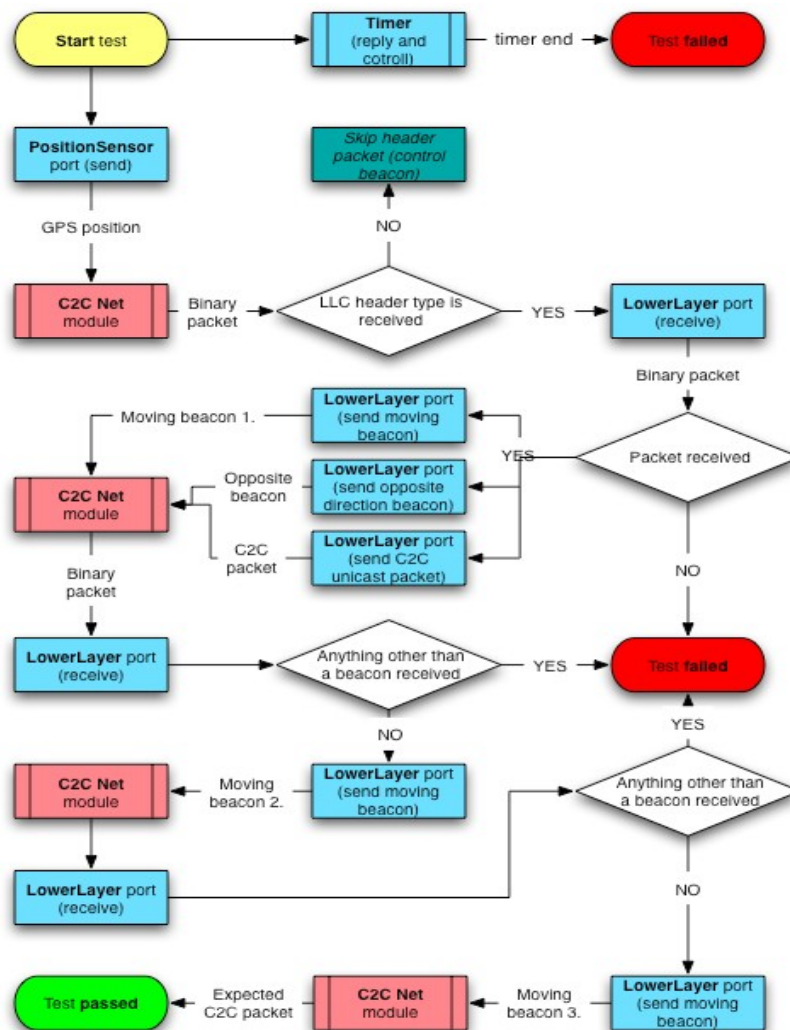 Start test
Timer
(reply and
cotroll)
timer end
Test failed
PositionSensor
port (send)
Skip header
packet (control
beacon)
GPS position
NO
C2C Net
module
Binary
packet
LLC header type is
received
YES
LowerLayer port
(receive)
Binary packet
Moving beacon 1.
LowerLayer port
(send moving
beacon)
YES
Packet received
C2C Net
module
Opposite
beacon
LowerLayer port
(send opposite
direction beacon)
C2C
packet
LowerLayer port
(send C2C
unicast packet)
Binary
packet
NO
LowerLayer port
(receive)
Anything other than
a beacon received
YES
Test failed
NO
YES
C2C Net
module
Moving
beacon 2.
LowerLayer port
(send moving
beacon)
Anything other than
a beacon received
LowerLayer port
(receive)
NO
Test passed
Expected
C2C packet
C2C Net
module
Moving
beacon 3.
LowerLayer port
(send moving
beacon)